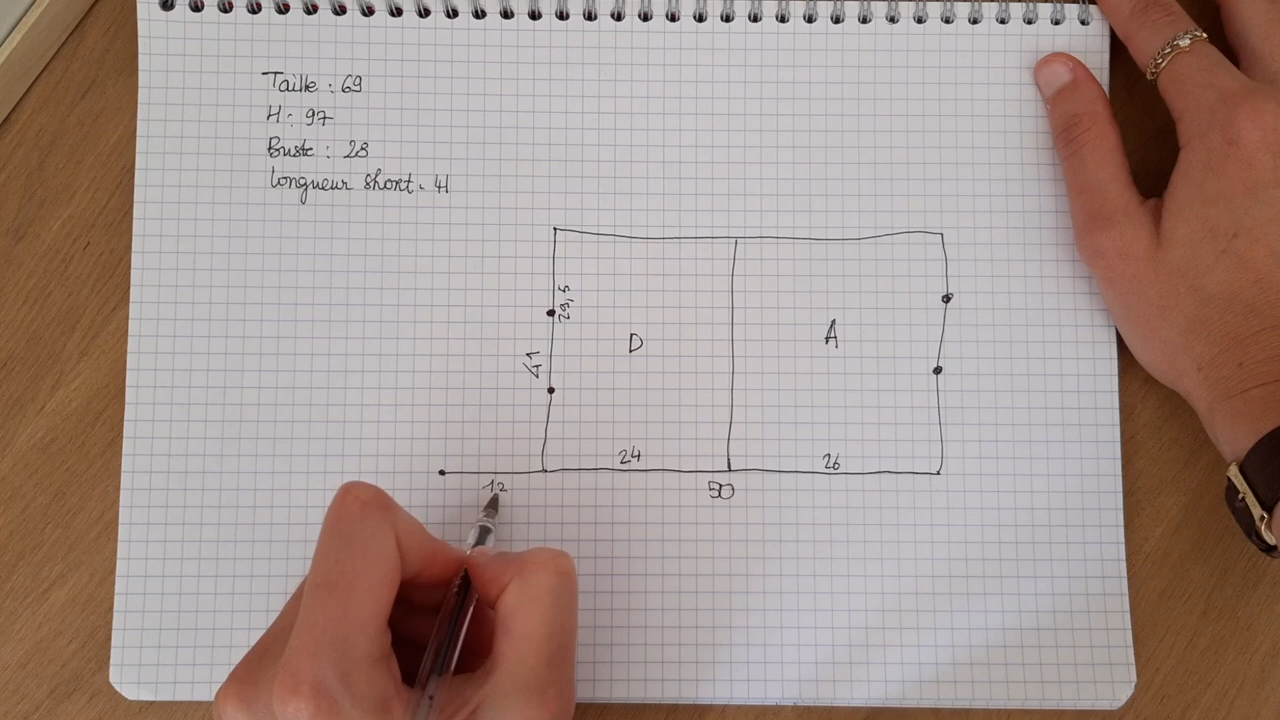 Taille : 69
H : 97
Buste : 28
longueur short : 41
29,5
41
D
A
24
26
12
50